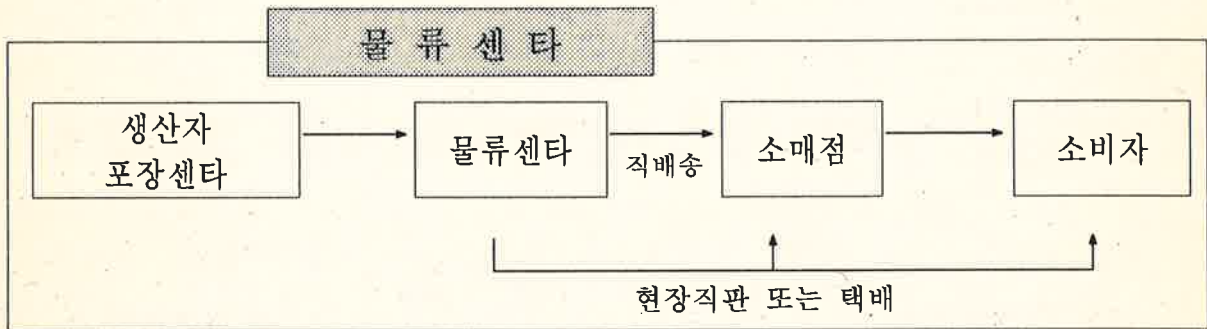 물류센타
생산자
포장센타
물류센타
직배송
소매점
소비자
현장직판 또는 택배